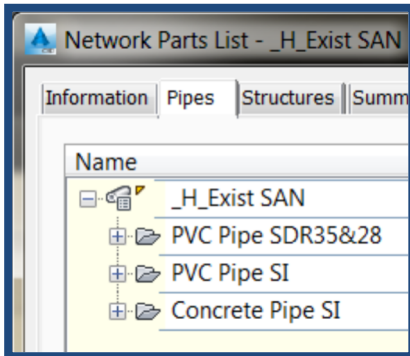 Network Parts List - _H_Exist SAN
Information Pipes Structures Summ
Name
_H_Exist SAN
PVC Pipe SDR35&28
PVC Pipe SI
Concrete Pipe SI